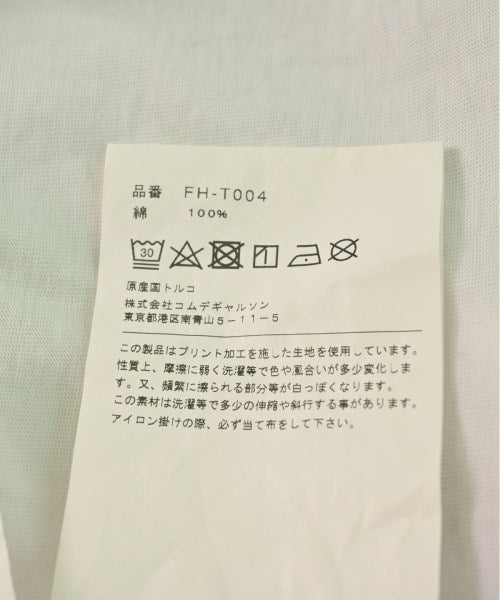 品番 FH-T004
綿 100%
30
原産国トルコ
株式会社コムデギャルソン
東京都港区南青山5-11-5
この製品はプリント加工を施した生地を使用しています。
性質上、摩擦に弱く洗濯等で色や風合いが多少変化しま
す。又、頻繁に擦られる部分等が白っぽくなります。
この素材は洗濯等で多少の伸縮や斜行する事があります。
アイロン掛けの際、必ず当て布をして下さい。